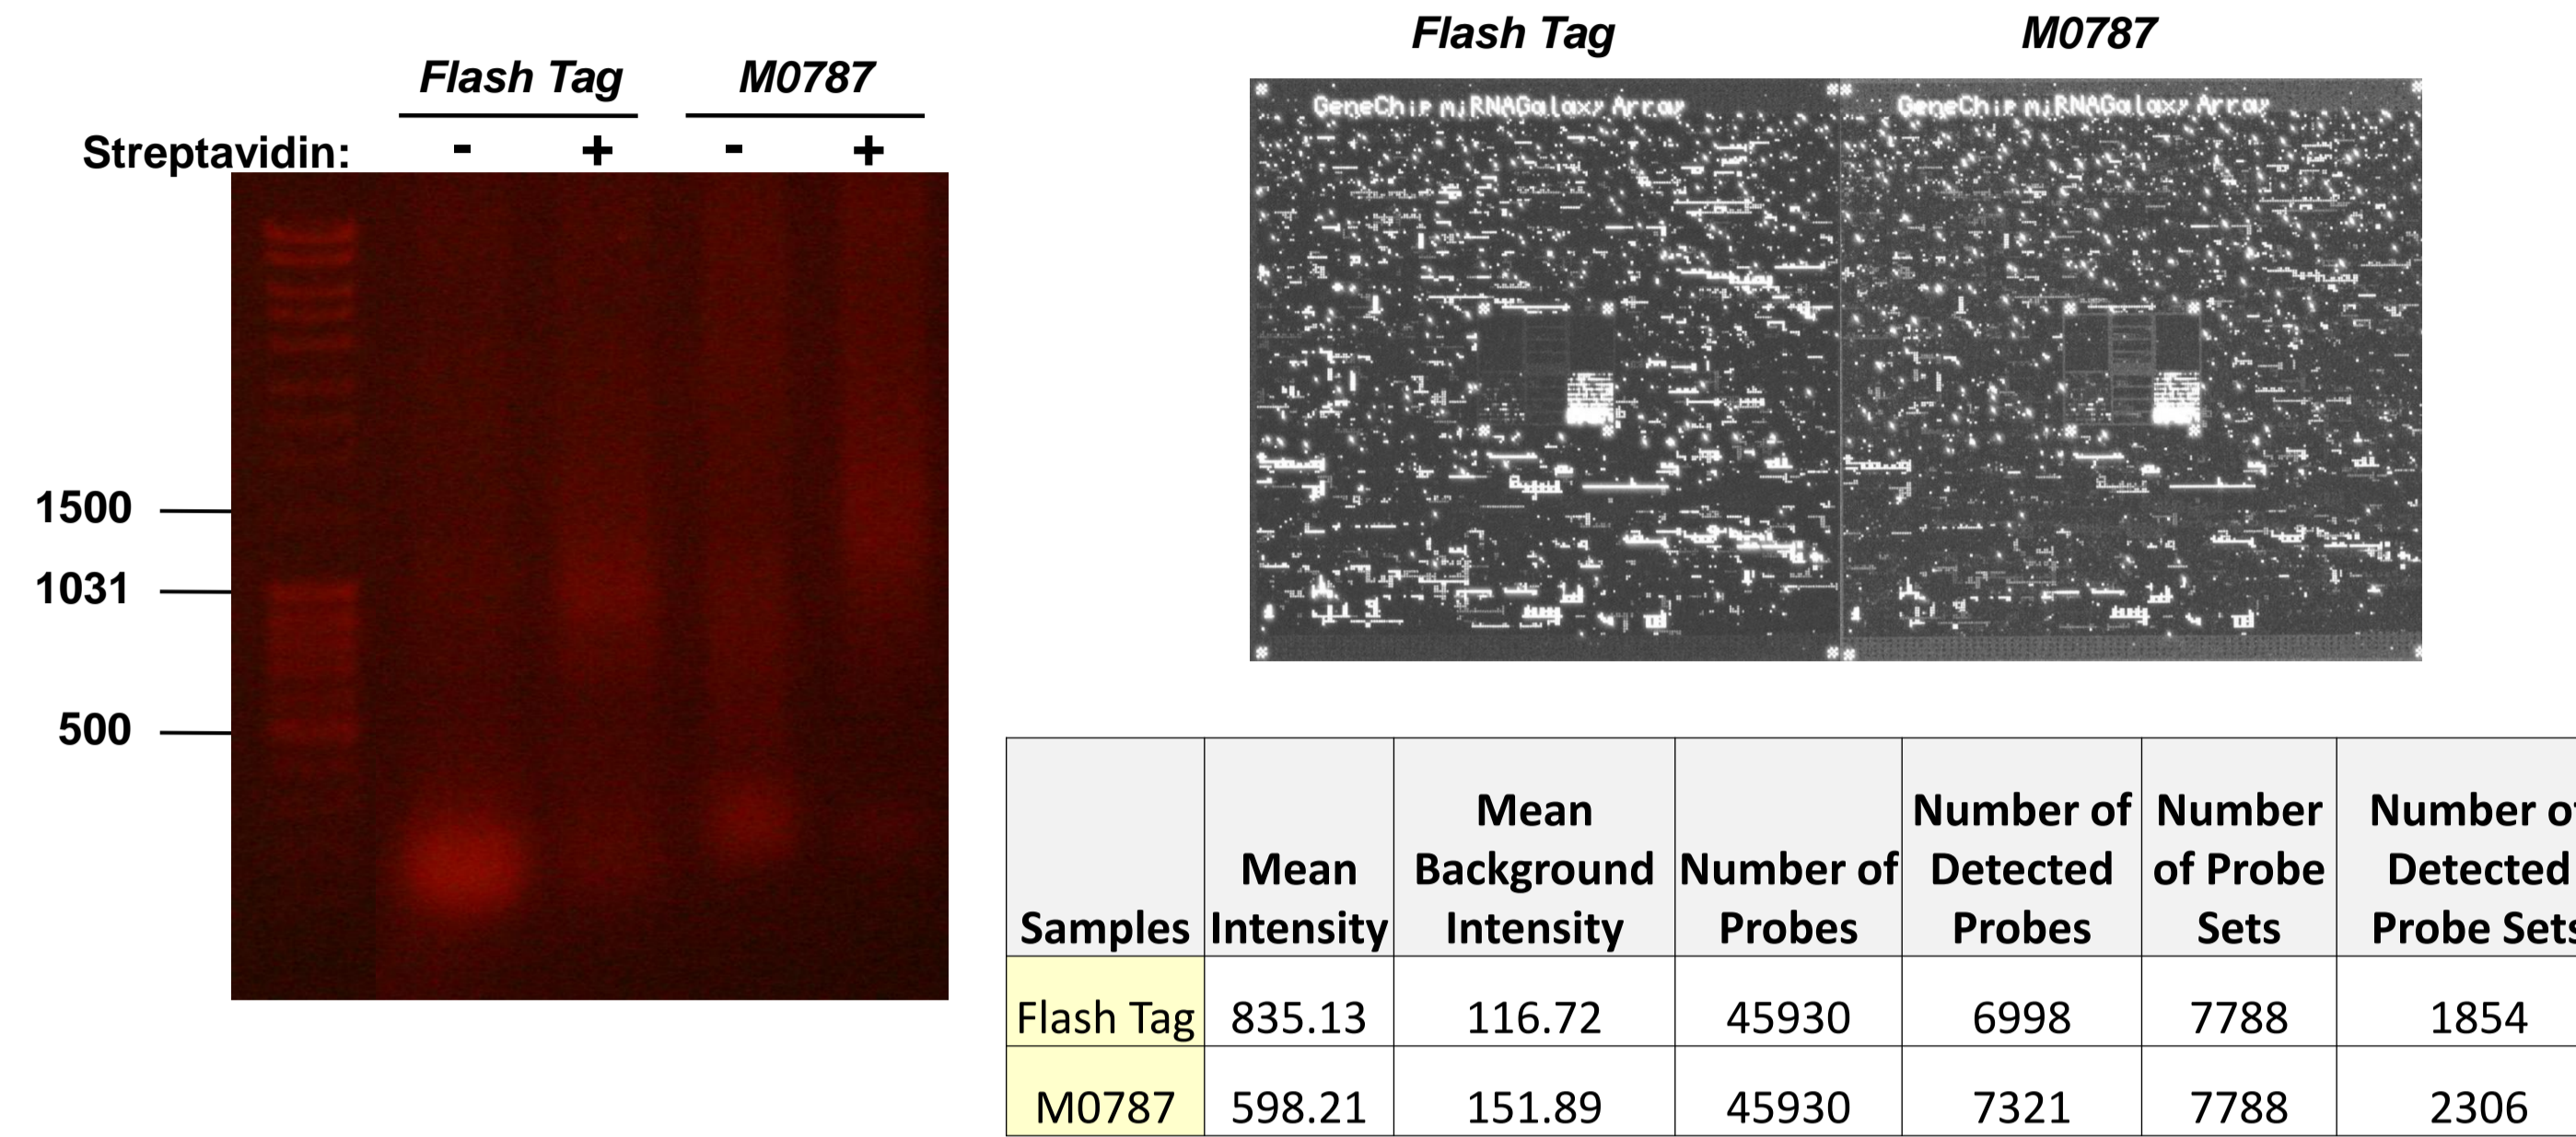 Flash Tag
M0787
Streptavidin:
- + - +
1500
1031
500
Flash Tag
M0787
GeneChip miRNAGalaxy Array
GeneChip miRNAGalaxy Array
Samples
Mean
Intensity
Mean
Background
Intensity
Number of
Probes
Number of
Detected
Probes
Number
of Probe
Sets
Number of
Detected
Probe Sets
Flash Tag 835.13 116.72 45930 6998 7788 1854
M0787 598.21 151.89 45930 7321 7788 2306